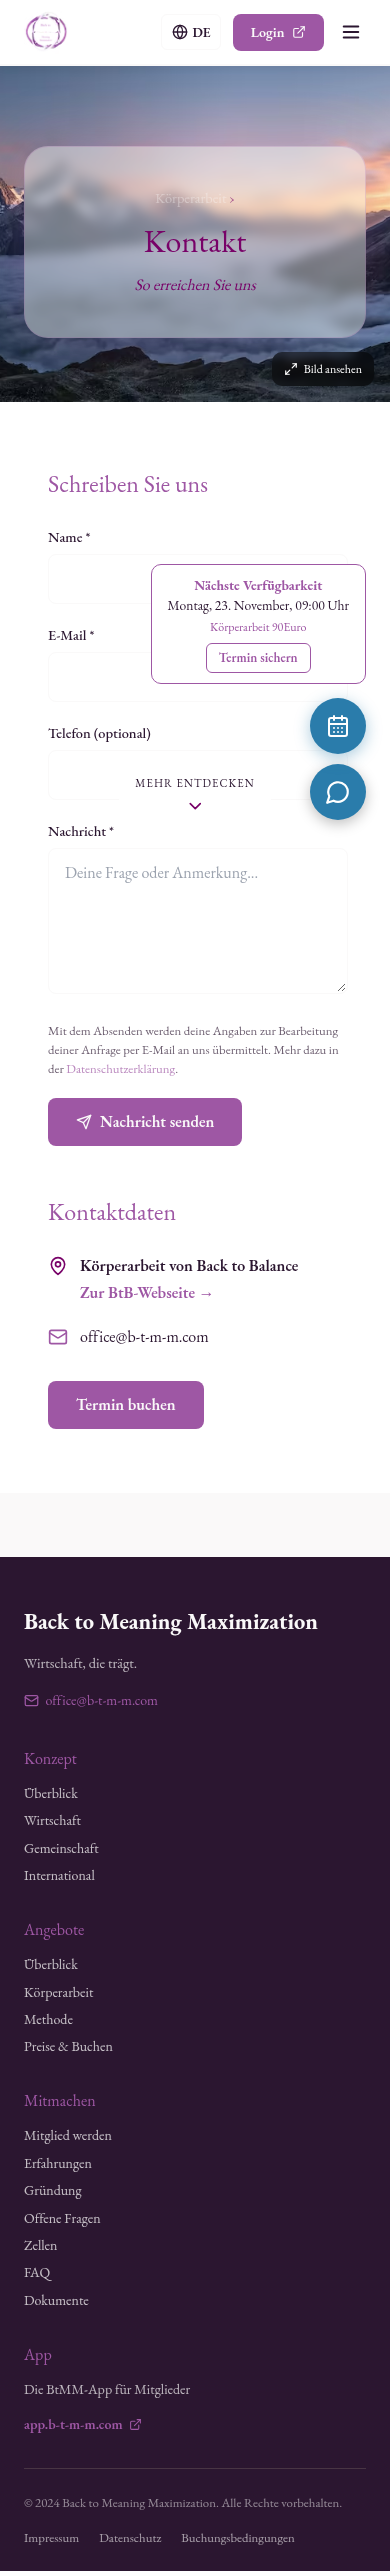 DE
Login
Körperarbeit ›
Kontakt
So erreichen Sie uns
Bild ansehen
Schreiben Sie uns
Name *
Nächste Verfügbarkeit
Montag, 23. November, 09:00 Uhr
Körperarbeit 90Euro
Termin sichern
E-Mail *
Telefon (optional)
MEHR ENTDECKEN
Nachricht *
Deine Frage oder Anmerkung...
Mit dem Absenden werden deine Angaben zur Bearbeitung
deiner Anfrage per E-Mail an uns übermittelt. Mehr dazu in
der Datenschutzerklärung.
Nachricht senden
Kontaktdaten
Körperarbeit von Back to Balance
Zur BtB-Webseite →
office@b-t-m-m.com
Termin buchen
Back to Meaning Maximization
Wirtschaft, die trägt.
office@b-t-m-m.com
Konzept
Überblick
Wirtschaft
Gemeinschaft
International
Angebote
Überblick
Körperarbeit
Methode
Preise & Buchen
Mitmachen
Mitglied werden
Erfahrungen
Gründung
Offene Fragen
Zellen
FAQ
Dokumente
App
Die BtMM-App für Mitglieder
app.b-t-m-m.com
© 2024 Back to Meaning Maximization. Alle Rechte vorbehalten.
Impressum Datenschutz Buchungsbedingungen